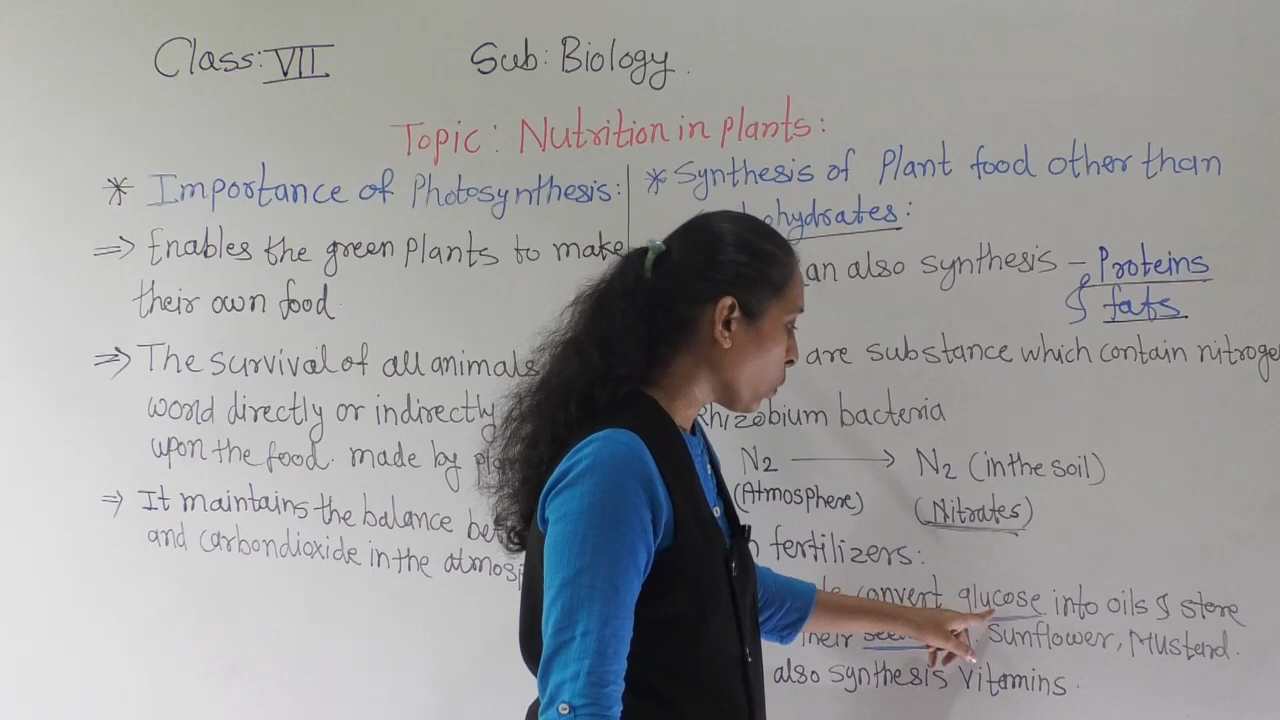 Class: VII
Sub: Biology.
Topic: Nutrition in plants:
* Importance of Photosynthesis:
⇒ Enables the green plants to make
their own food.
⇒ The survival of all animals
world directly or indirectly
upon the food. made by
⇒ It maintains the balance
and carbondioxide in the
* Synthesis of Plant food other than
hydrates:
also synthesis - Proteins
& fats
are substance which contain
Rhizobium bacteria
N2 ⟶ N2 (in the soil)
(Atmosphere) (Nitrates)
fertilizers:
convert glucose into oils & store
their Sunflower, Musterd.
also synthesis vitamins.